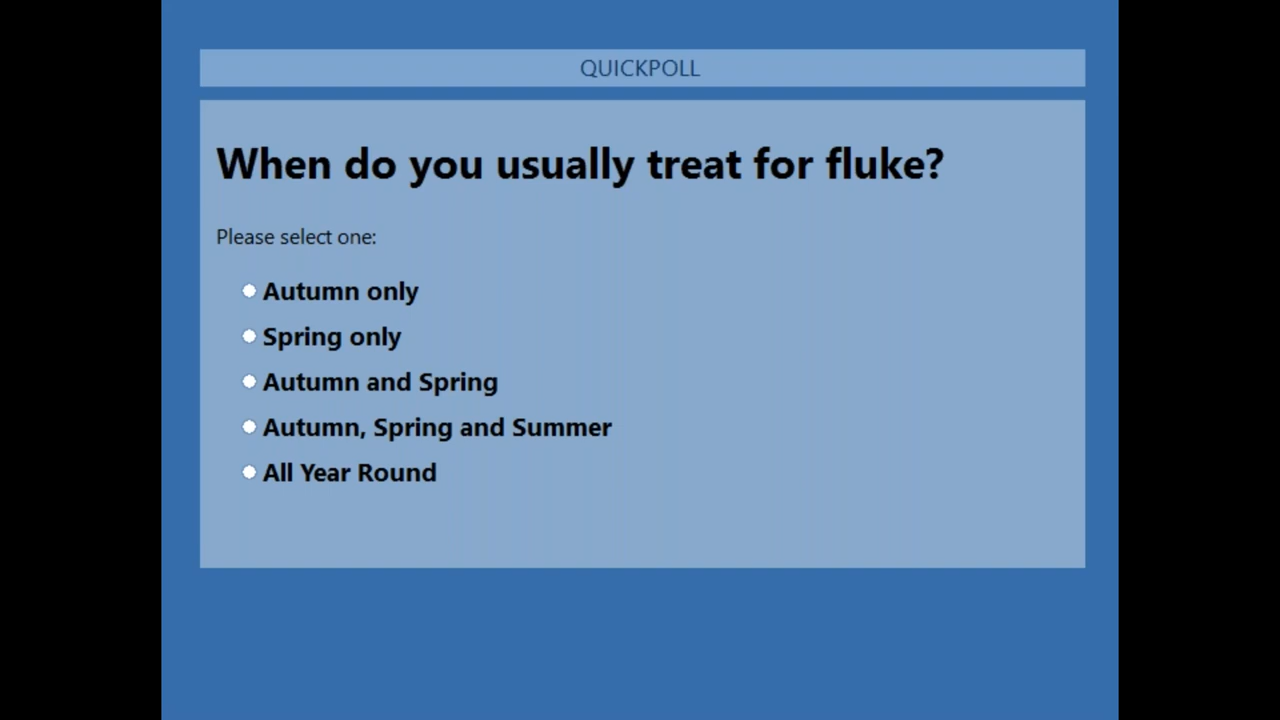 QUICKPOLL
When do you usually treat for fluke?
Please select one:
Autumn only
Spring only
Autumn and Spring
Autumn, Spring and Summer
All Year Round